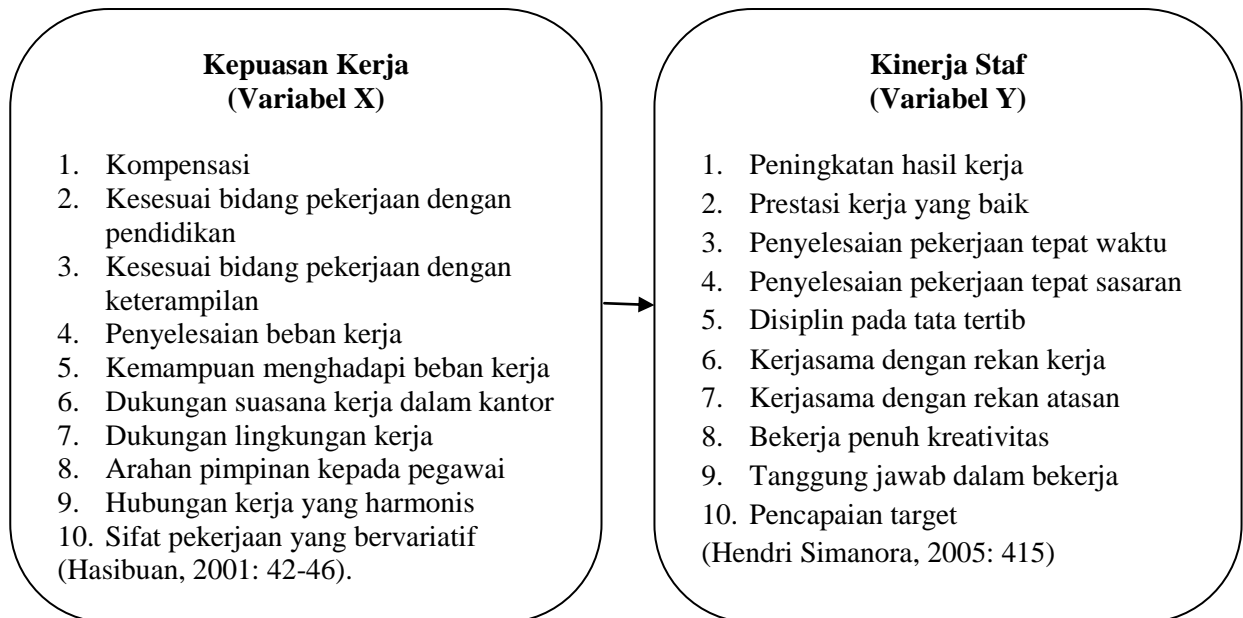 Kepuasan Kerja
(Variabel X)
1. Kompensasi
2. Kesesuai bidang pekerjaan dengan
pendidikan
3. Kesesuai bidang pekerjaan dengan
keterampilan
4. Penyelesaian beban kerja
5. Kemampuan menghadapi beban kerja
6. Dukungan suasana kerja dalam kantor
7. Dukungan lingkungan kerja
8. Arahan pimpinan kepada pegawai
9. Hubungan kerja yang harmonis
10. Sifat pekerjaan yang bervariatif
(Hasibuan, 2001: 42-46).
Kinerja Staf
(Variabel Y)
1. Peningkatan hasil kerja
2. Prestasi kerja yang baik
3. Penyelesaian pekerjaan tepat waktu
4. Penyelesaian pekerjaan tepat sasaran
5. Disiplin pada tata tertib
6. Kerjasama dengan rekan kerja
7. Kerjasama dengan rekan atasan
8. Bekerja penuh kreativitas
9. Tanggung jawab dalam bekerja
10. Pencapaian target
(Hendri Simanora, 2005: 415)